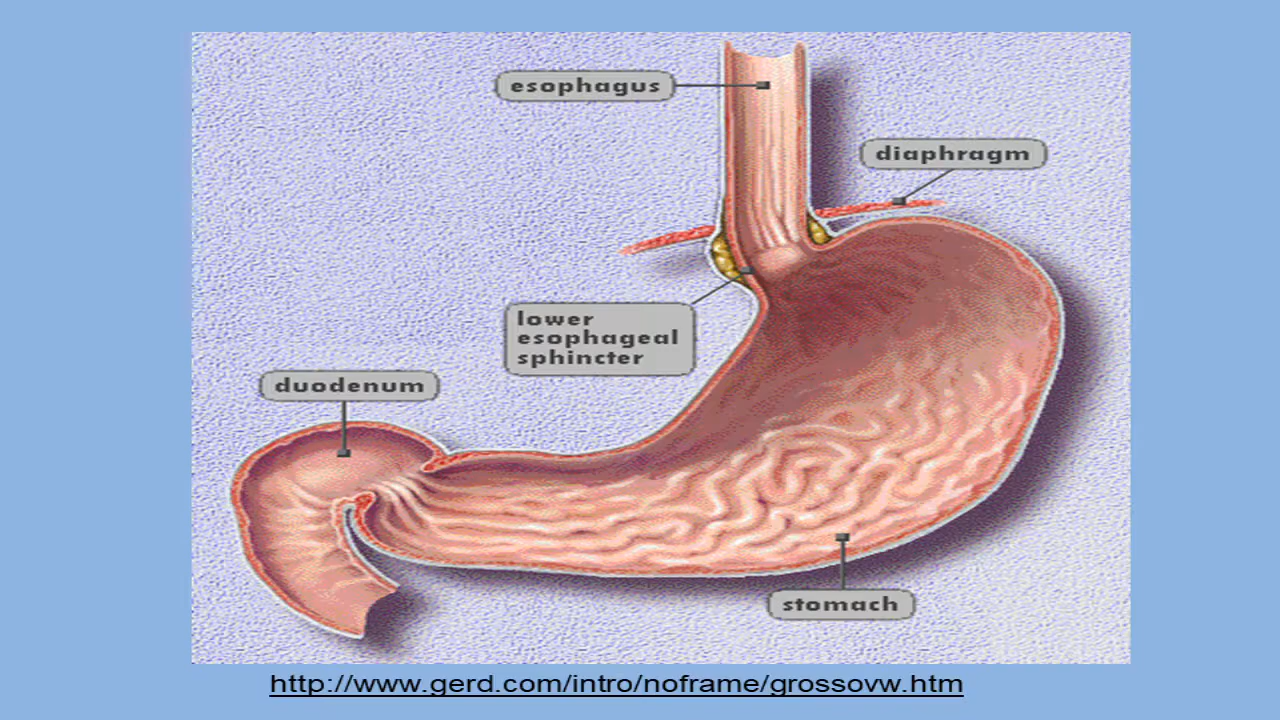 esophagus
diaphragm
lower
esophageal
sphincter
duodenum
stomach
http://www.gerd.com/intro/noframe/grossovw.htm